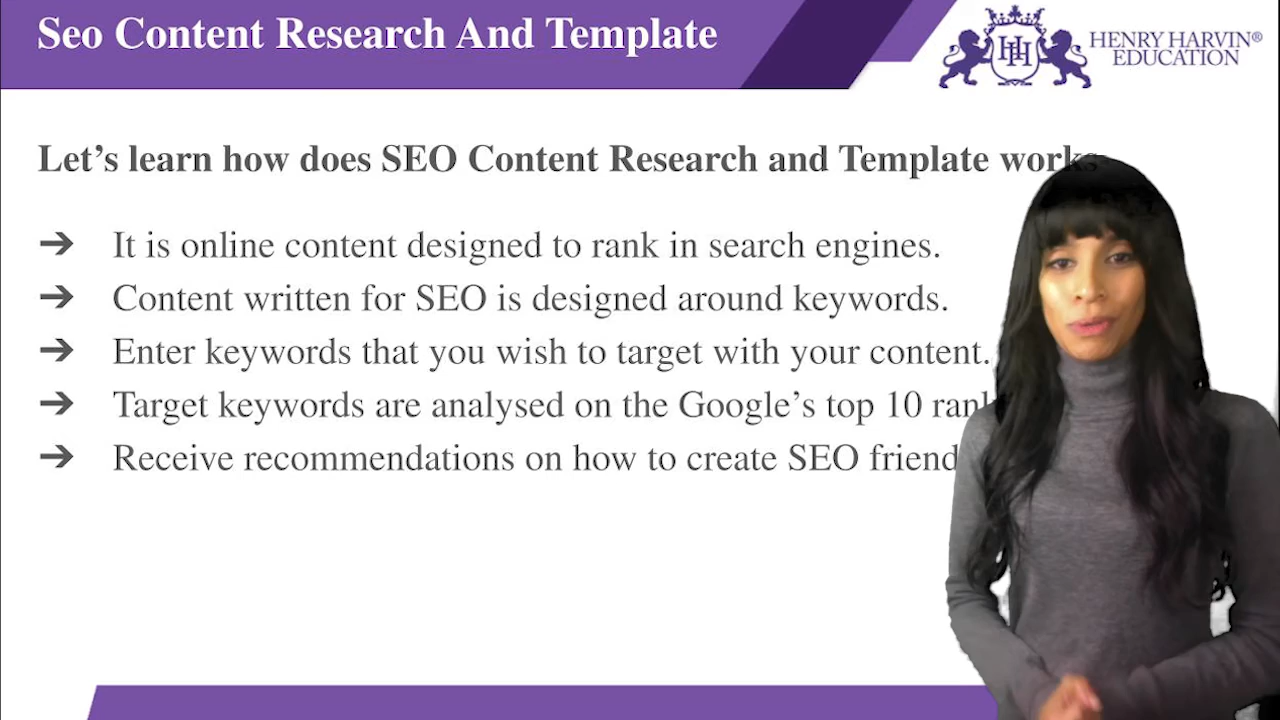 Seo Content Research And Template
HENRY HARVIN®
EDUCATION
Let's learn how does SEO Content Research and Template works
➔ It is online content designed to rank in search engines.
➔ Content written for SEO is designed around keywords.
➔ Enter keywords that you wish to target with your content.
➔ Target keywords are analysed on the Google's top 10
➔ Receive recommendations on how to create SEO